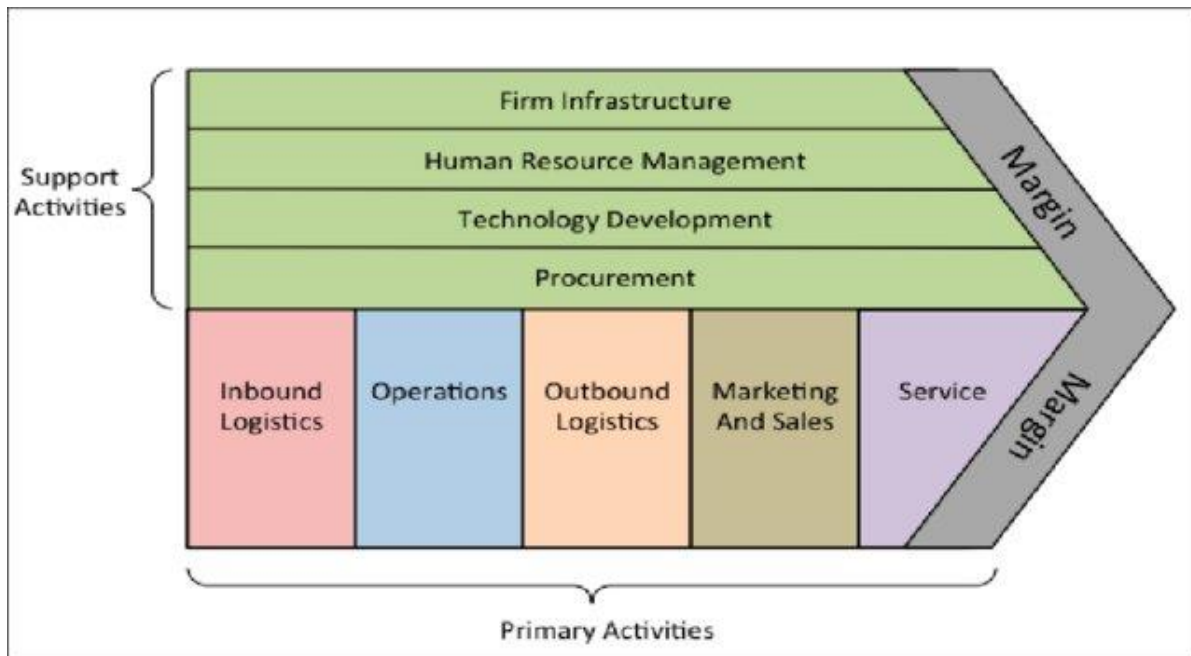 Support
Activities
Firm Infrastructure
Human Resource Management
Technology Development
Procurement
Margin
Inbound
Logistics
Operations
Outbound
Logistics
Marketing
And Sales
Service
Margin
Primary Activities